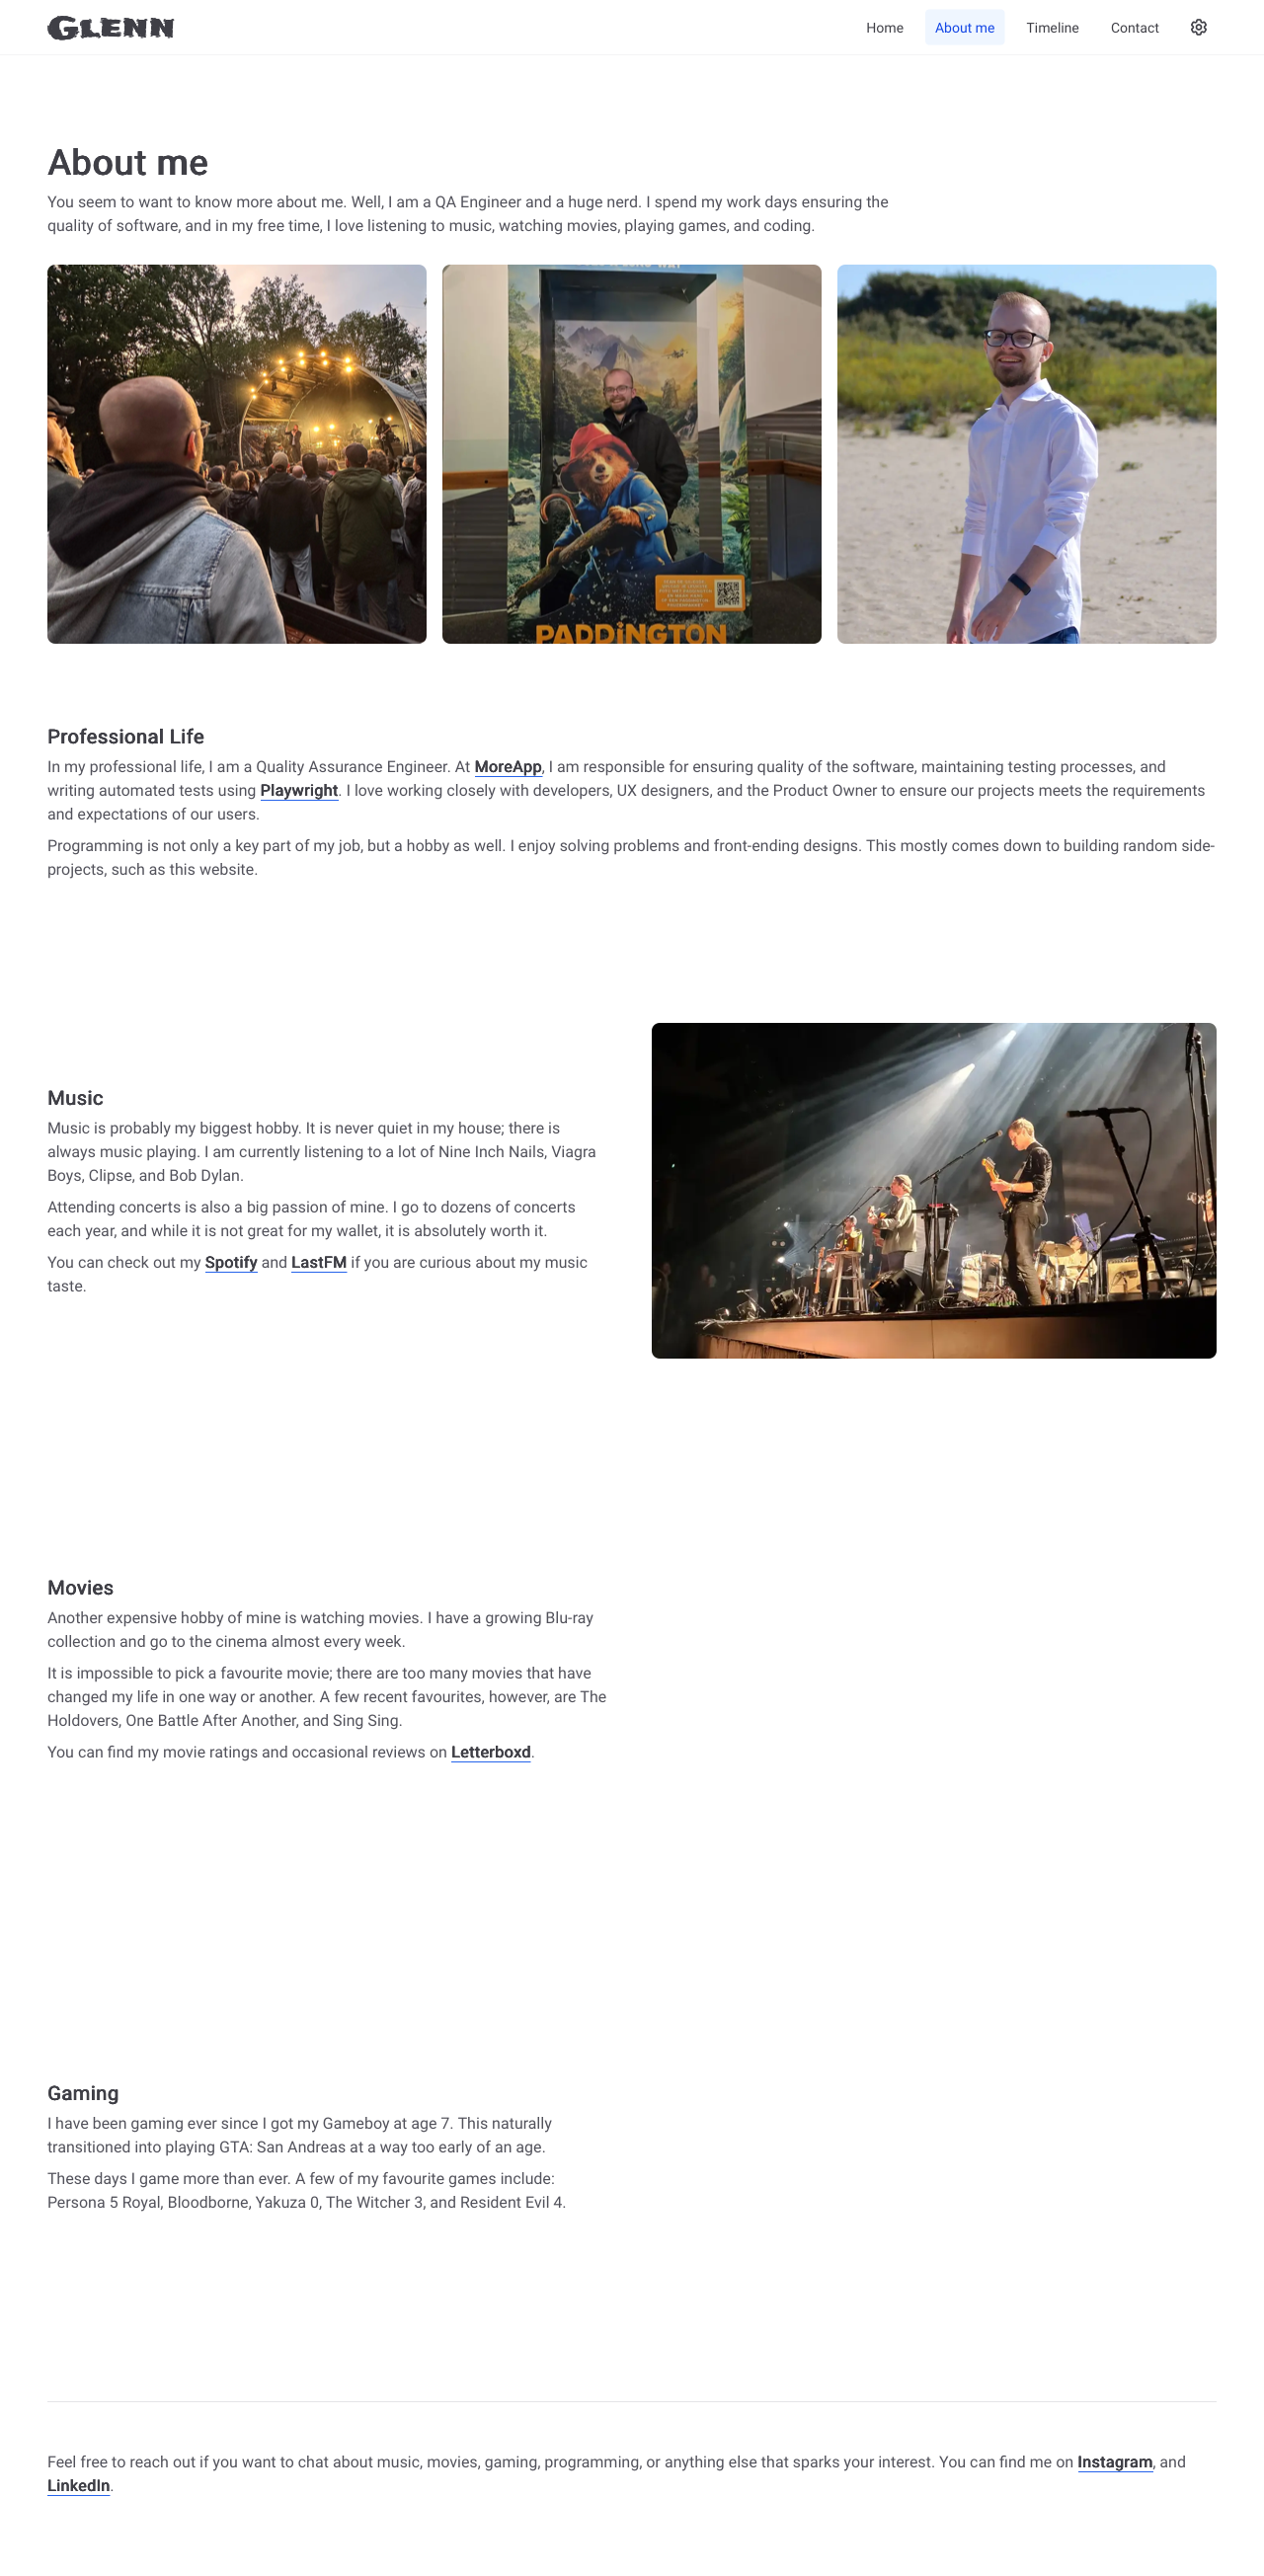 GLENN
Home
About me
Timeline
Contact
About me
You seem to want to know more about me. Well, I am a QA Engineer and a huge nerd. I spend my work days ensuring the
quality of software, and in my free time, I love listening to music, watching movies, playing games, and coding.
PADDINGTON
Professional Life
In my professional life, I am a Quality Assurance Engineer. At MoreApp, I am responsible for ensuring quality of the software, maintaining testing processes, and
writing automated tests using Playwright. I love working closely with developers, UX designers, and the Product Owner to ensure our projects meets the requirements
and expectations of our users.
Programming is not only a key part of my job, but a hobby as well. I enjoy solving problems and front-ending designs. This mostly comes down to building random side-
projects, such as this website.
Music
Music is probably my biggest hobby. It is never quiet in my house; there is
always music playing. I am currently listening to a lot of Nine Inch Nails, Viagra
Boys, Clipse, and Bob Dylan.
Attending concerts is also a big passion of mine. I go to dozens of concerts
each year, and while it is not great for my wallet, it is absolutely worth it.
You can check out my Spotify and LastFM if you are curious about my music
taste.
Movies
Another expensive hobby of mine is watching movies. I have a growing Blu-ray
collection and go to the cinema almost every week.
It is impossible to pick a favourite movie; there are too many movies that have
changed my life in one way or another. A few recent favourites, however, are The
Holdovers, One Battle After Another, and Sing Sing.
You can find my movie ratings and occasional reviews on Letterboxd.
Gaming
I have been gaming ever since I got my Gameboy at age 7. This naturally
transitioned into playing GTA: San Andreas at a way too early of an age.
These days I game more than ever. A few of my favourite games include:
Persona 5 Royal, Bloodborne, Yakuza 0, The Witcher 3, and Resident Evil 4.
Feel free to reach out if you want to chat about music, movies, gaming, programming, or anything else that sparks your interest. You can find me on Instagram, and
LinkedIn.